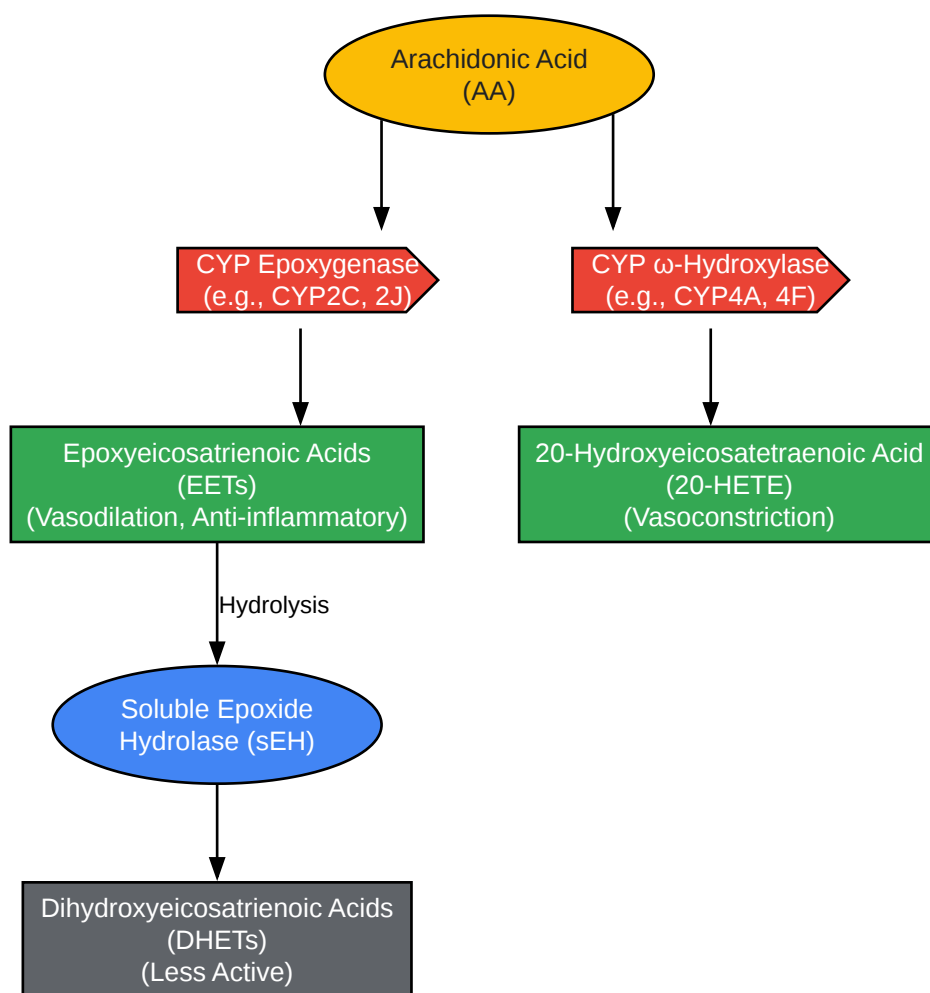 Arachidonic Acid
(AA)
CYP Epoxygenase
(e.g., CYP2C, 2J)
CYP ω-Hydroxylase
(e.g., CYP4A, 4F)
Epoxyeicosatrienoic Acids
(EETs)
(Vasodilation, Anti-inflammatory)
20-Hydroxyeicosatetraenoic Acid
(20-HETE)
(Vasoconstriction)
Hydrolysis
Soluble Epoxide
Hydrolase (sEH)
Dihydroxyeicosatrienoic Acids
(DHETs)
(Less Active)